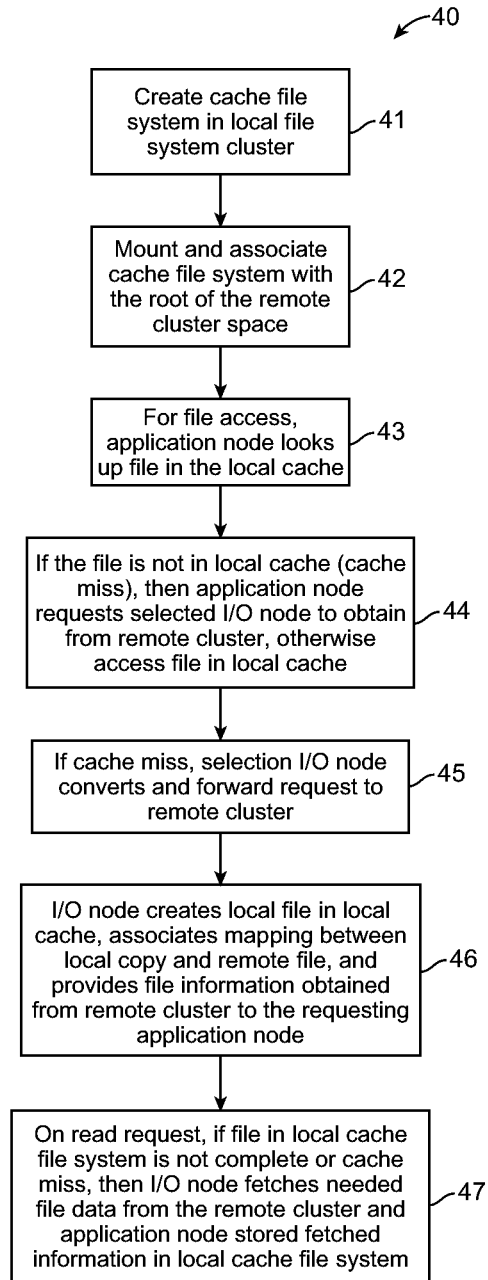 40
Create cache file
system in local file
system cluster
41
Mount and associate
cache file system with
the root of the remote
cluster space
42
For file access,
application node looks
up file in the local cache
43
If the file is not in local cache (cache
miss), then application node
requests selected I/O node to obtain
from remote cluster, otherwise
access file in local cache
44
If cache miss, selection I/O node
converts and forward request to
remote cluster
45
I/O node creates local file in local
cache, associates mapping between
local copy and remote file, and
provides file information obtained
from remote cluster to the requesting
application node
46
On read request, if file in local cache
file system is not complete or cache
miss, then I/O node fetches needed
file data from the remote cluster and
application node stored fetched
information in local cache file system
47